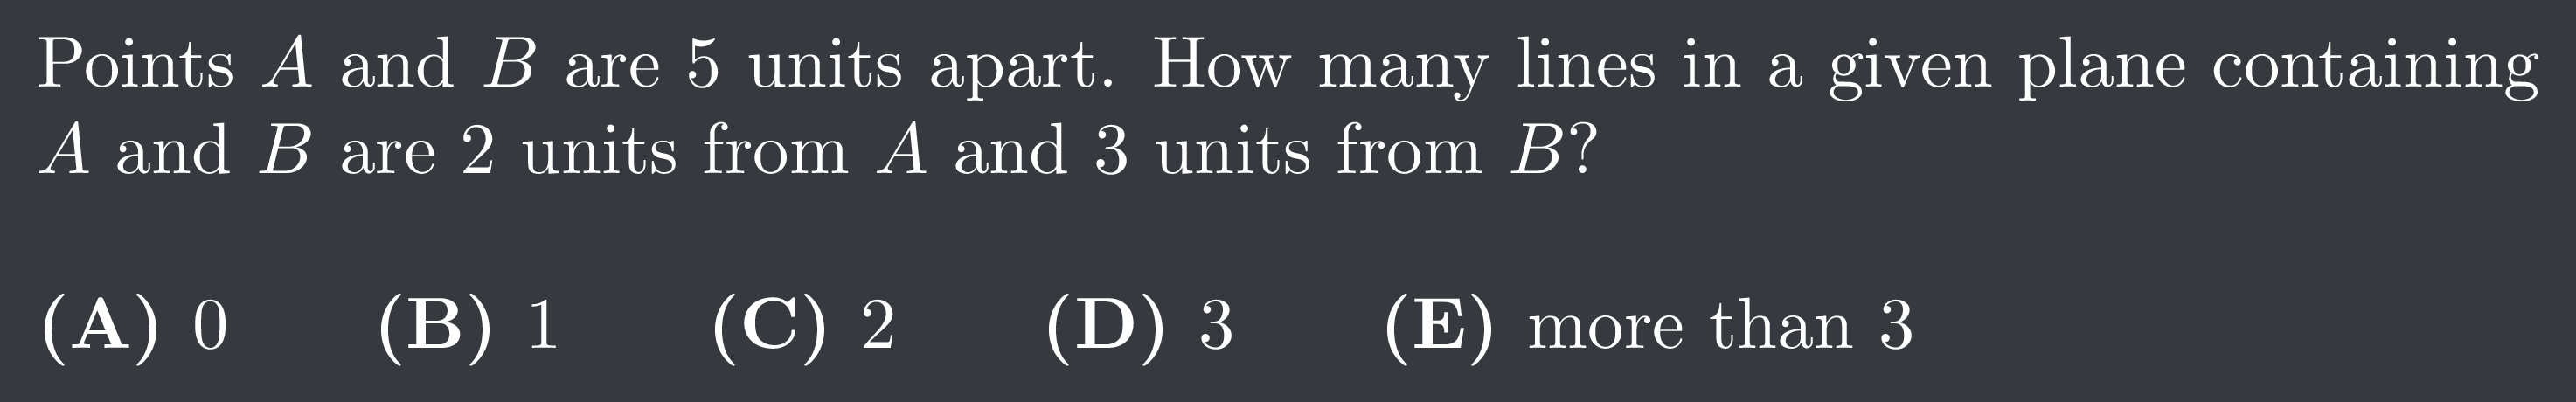 Points A and B are 5 units apart. How many lines in a given plane containing
A and B are 2 units from A and 3 units from B?
(A) 0 (B) 1 (C) 2 (D) 3 (E) more than 3